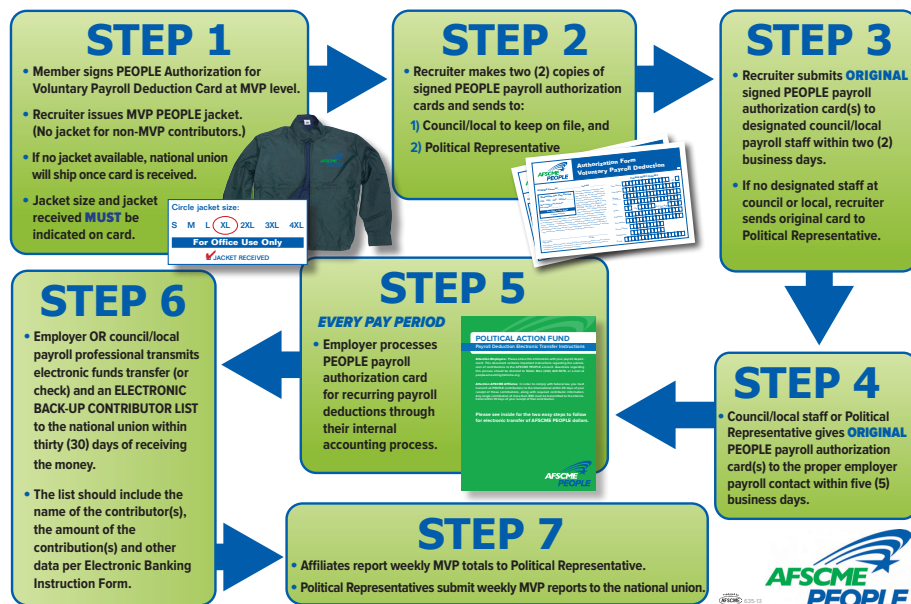 STEP 1
• Member signs PEOPLE Authorization for
Voluntary Payroll Deduction Card at MVP level.
• Recruiter issues MVP PEOPLE jacket.
(No jacket for non-MVP contributors.)
• If no jacket available, national union
will ship once card is received.
• Jacket size and jacket
received MUST be
indicated on card.
Circle jacket size:
S M L XL 2XL 3XL 4XL
For Office Use Only
JACKET RECEIVED
STEP 2
• Recruiter makes two (2) copies of
signed PEOPLE payroll authorization
cards and sends to:
1) Council/local to keep on file, and
2) Political Representative
AFSCME
PEOPLE
Authorization Form
Voluntary Payroll Deduction
STEP 3
• Recruiter submits ORIGINAL
signed PEOPLE payroll
authorization card(s) to
designated council/local
payroll staff within two (2)
business days.
• If no designated staff at
council or local, recruiter
sends original card to
Political Representative.
STEP 4
• Council/local staff or Political
Representative gives ORIGINAL
PEOPLE payroll authorization
card(s) to the proper employer
payroll contact within five (5)
business days.
STEP 5
EVERY PAY PERIOD
• Employer processes
PEOPLE payroll
authorization card
for recurring payroll
deductions through
their internal
accounting process.
POLITICAL ACTION FUND
Payroll Deduction Electronic Transfer Instructions
Please see inside for the two easy steps to follow
for electronic transfer of AFSCME PEOPLE dollars.
AFSCME
PEOPLE
STEP 6
• Employer OR council/local
payroll professional transmits
electronic funds transfer (or
check) and an ELECTRONIC
BACK-UP CONTRIBUTOR LIST
to the national union within
thirty (30) days of receiving
the money.
• The list should include the
name of the contributor(s),
the amount of the
contribution(s) and other
data per Electronic Banking
Instruction Form.
STEP 7
• Affiliates report weekly MVP totals to Political Representative.
• Political Representatives submit weekly MVP reports to the national union.
AFSCME
PEOPLE
AFSCME 635-13